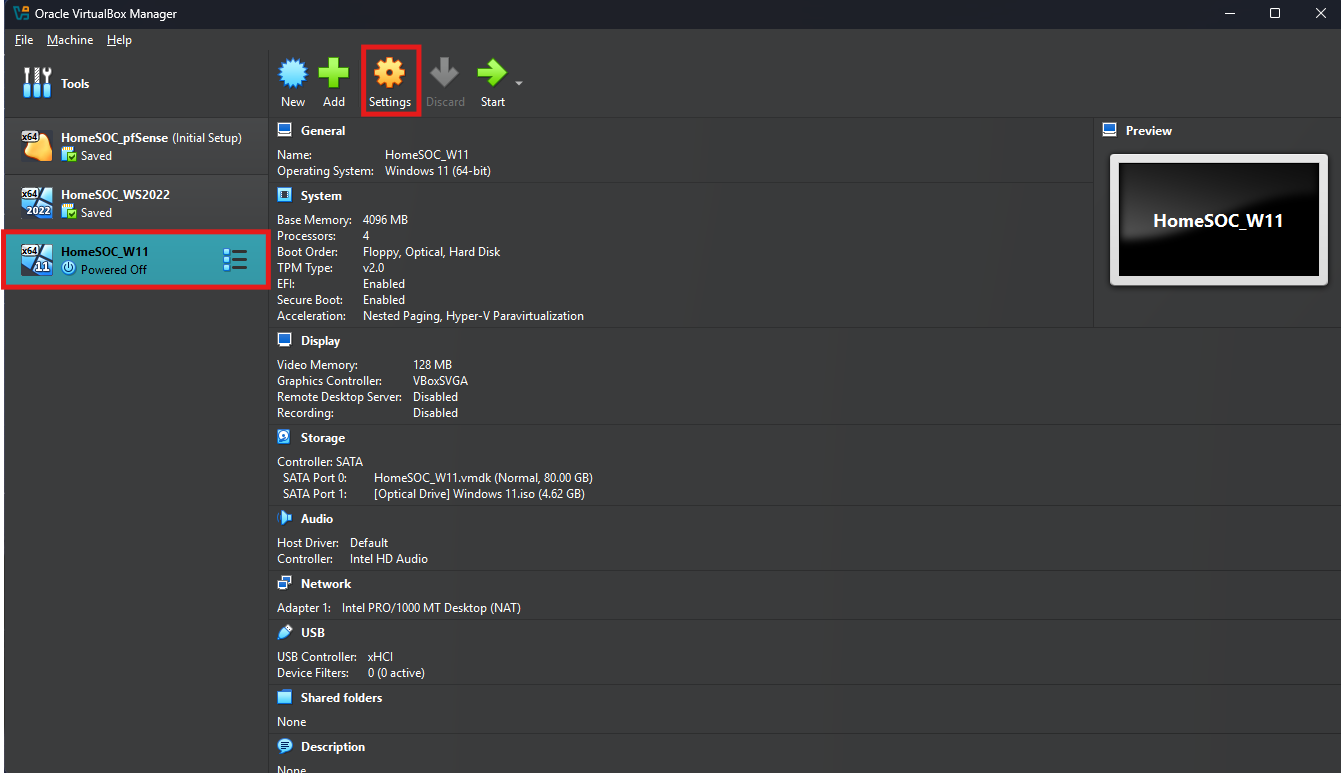 Oracle VirtualBox Manager
File Machine Help
Tools
New Add Settings Discard Start
x64 HomeSOC_pfSense (Initial Setup)
Saved
x64 2022 HomeSOC_WS2022
Saved
x64 11 HomeSOC_W11
Powered Off
General
Name: HomeSOC_W11
Operating System: Windows 11 (64-bit)
System
Base Memory: 4096 MB
Processors: 4
Boot Order: Floppy, Optical, Hard Disk
TPM Type: v2.0
EFI: Enabled
Secure Boot: Enabled
Acceleration: Nested Paging, Hyper-V Paravirtualization
Display
Video Memory: 128 MB
Graphics Controller: VBoxSVGA
Remote Desktop Server: Disabled
Recording: Disabled
Storage
Controller: SATA
SATA Port 0: HomeSOC_W11.vmdk (Normal, 80.00 GB)
SATA Port 1: [Optical Drive] Windows 11.iso (4.62 GB)
Audio
Host Driver: Default
Controller: Intel HD Audio
Network
Adapter 1: Intel PRO/1000 MT Desktop (NAT)
USB
USB Controller: xHCI
Device Filters: 0 (0 active)
Shared folders
None
Description
None
Preview
HomeSOC_W11